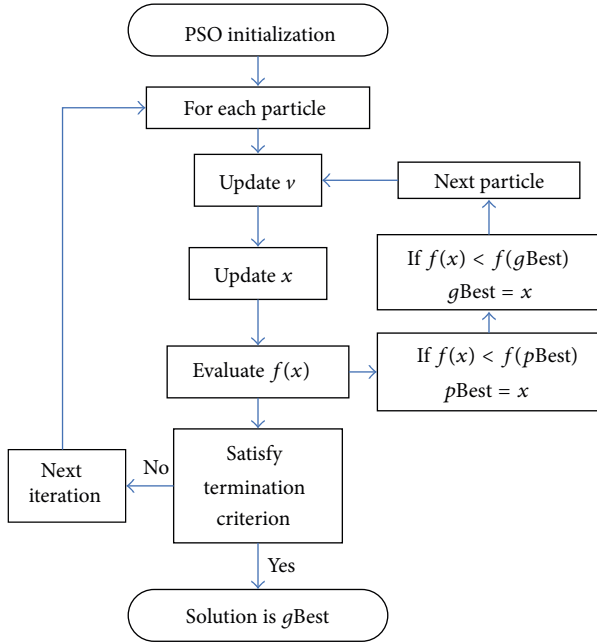 PSO initialization
For each particle
Update v
Next particle
If f(x) < f(gBest)
gBest = x
Update x
If f(x) < f(pBest)
pBest = x
Evaluate f(x)
Satisfy
termination
criterion
No
Next
iteration
Yes
Solution is gBest